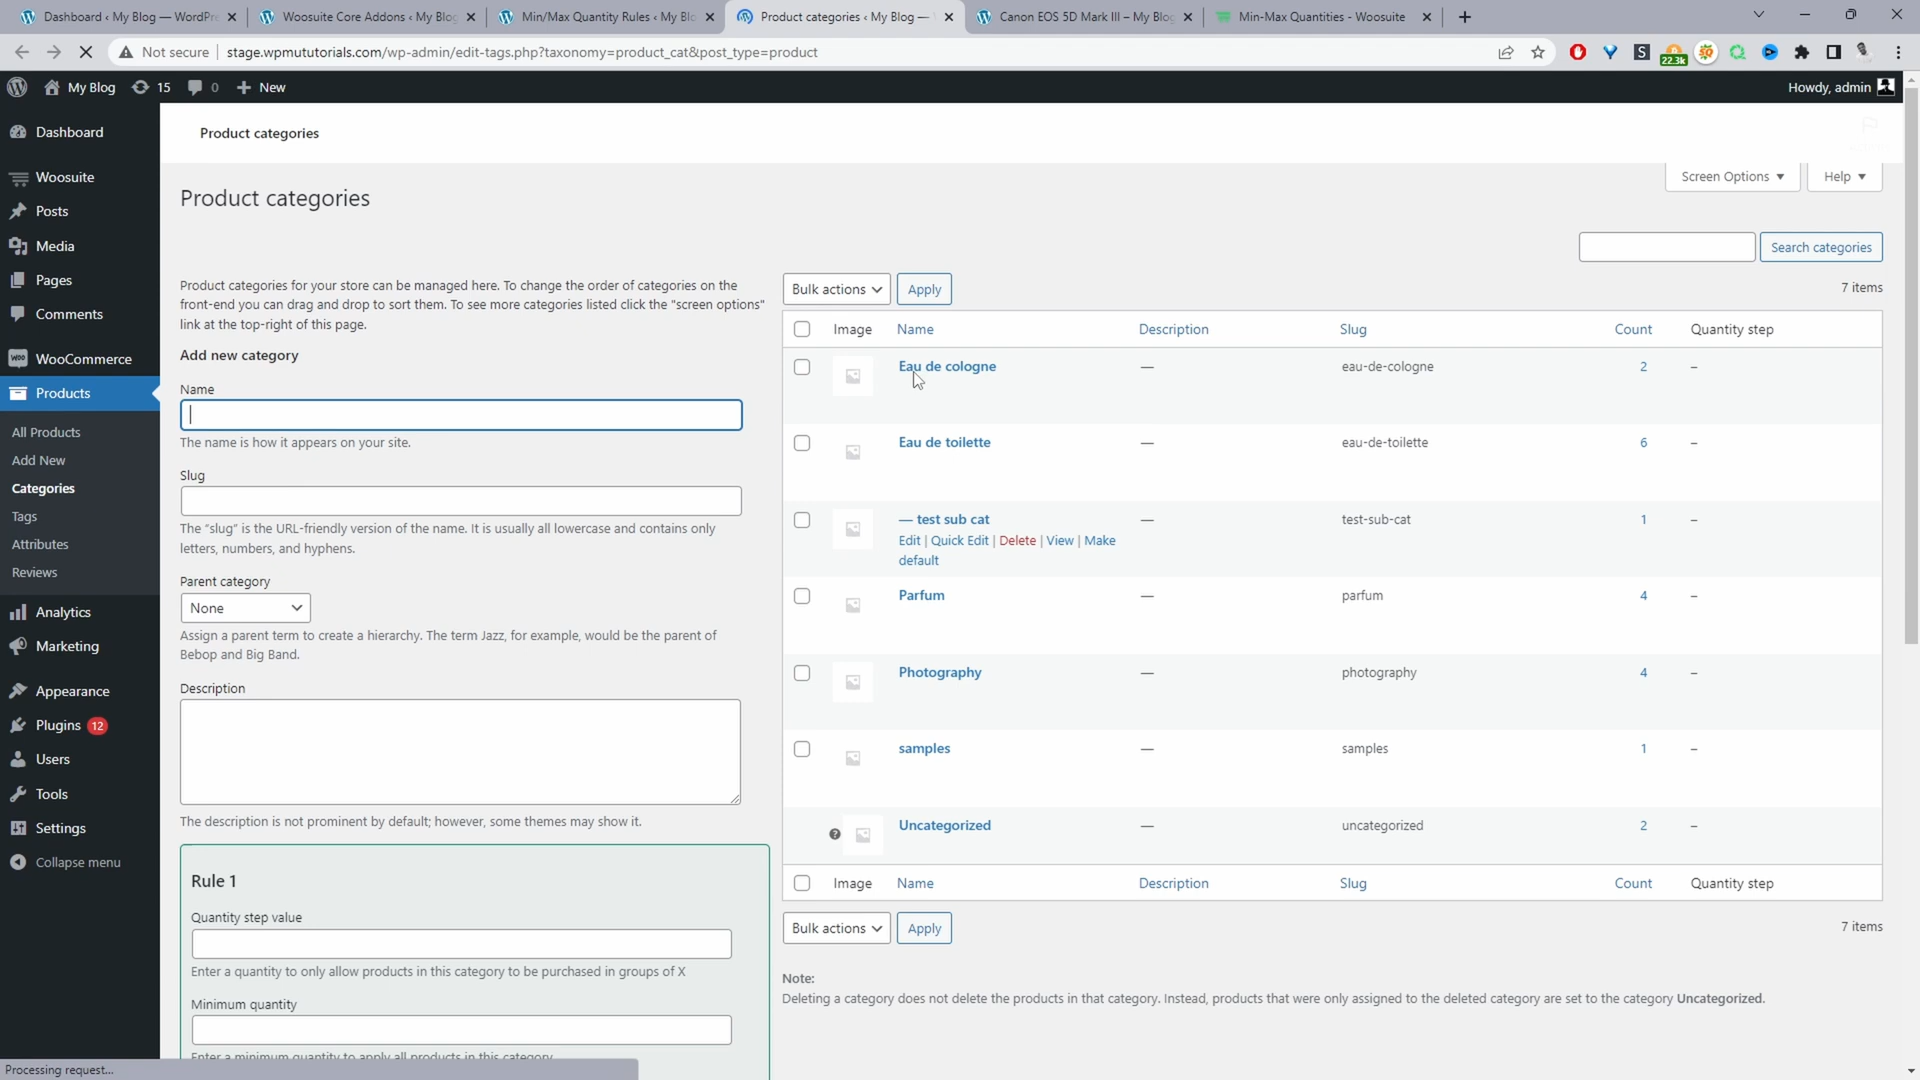 Dashboard ‹ My Blog — WordPre
Woosuite Core Addons ‹ My Blog
Min/Max Quantity Rules ‹ My Blo
Product categories ‹ My Blog —
Canon EOS 5D Mark III – My Blog
Min-Max Quantities - Woosuite
Not secure
stage.wpmututorials.com/wp-admin/edit-tags.php?taxonomy=product_cat&post_type=product
22.3k
My Blog
15
0
New
Howdy, admin
Dashboard
Woosuite
Posts
Media
Pages
Comments
WooCommerce
Products
All Products
Add New
Categories
Tags
Attributes
Reviews
Analytics
Marketing
Appearance
Plugins 12
Users
Tools
Settings
Collapse menu
Product categories
Screen Options
Help
Product categories
Search categories
Product categories for your store can be managed here. To change the order of categories on the
front-end you can drag and drop to sort them. To see more categories listed click the "screen options"
link at the top-right of this page.
Add new category
Name
The name is how it appears on your site.
Slug
The “slug” is the URL-friendly version of the name. It is usually all lowercase and contains only
letters, numbers, and hyphens.
Parent category
None
Assign a parent term to create a hierarchy. The term Jazz, for example, would be the parent of
Bebop and Big Band.
Description
The description is not prominent by default; however, some themes may show it.
Rule 1
Quantity step value
Enter a quantity to only allow products in this category to be purchased in groups of X
Minimum quantity
Enter a minimum quantity to apply all products in this category
Bulk actions
Apply
7 items
Image Name Description Slug Count Quantity step
Eau de cologne — eau-de-cologne 2 –
Eau de toilette — eau-de-toilette 6 –
— test sub cat — test-sub-cat 1 –
Edit | Quick Edit | Delete | View | Make
default
Parfum — parfum 4 –
Photography — photography 4 –
samples — samples 1 –
Uncategorized — uncategorized 2 –
Image Name Description Slug Count Quantity step
Bulk actions
Apply
7 items
Note:
Deleting a category does not delete the products in that category. Instead, products that were only assigned to the deleted category are set to the category Uncategorized.
Processing request...